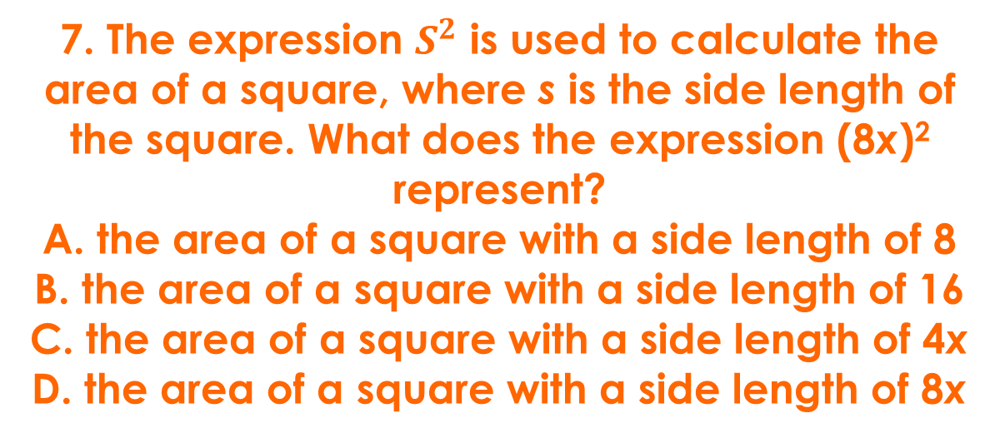 7. The expression S² is used to calculate the
area of a square, where s is the side length of
the square. What does the expression (8x)²
represent?
A. the area of a square with a side length of 8
B. the area of a square with a side length of 16
C. the area of a square with a side length of 4x
D. the area of a square with a side length of 8x